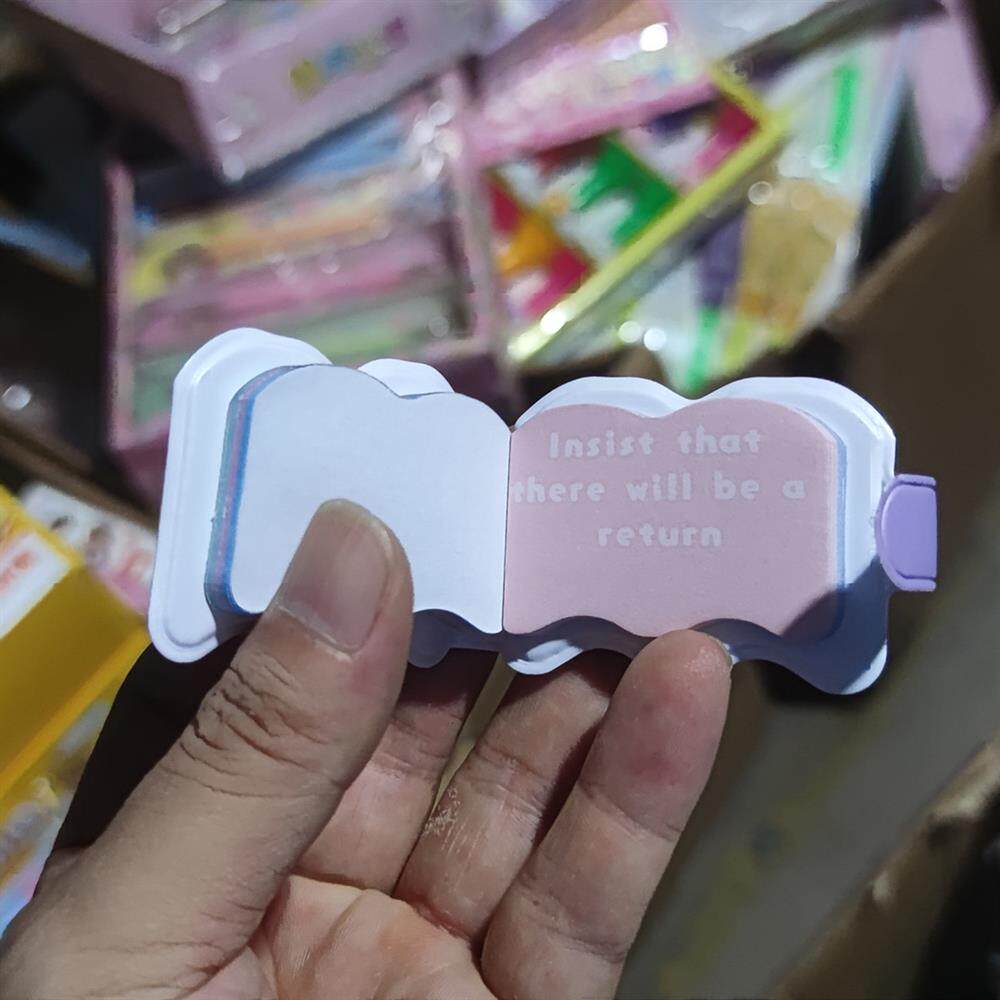 Insist that
there will be a
return